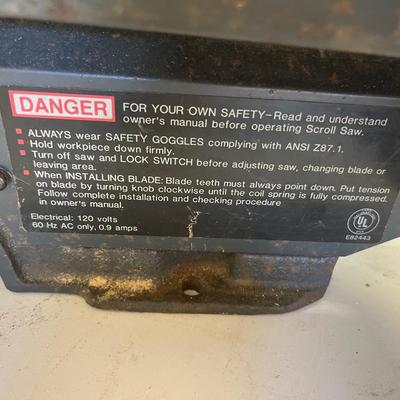 DANGER FOR YOUR OWN SAFETY–Read and understand
owner's manual before operating Scroll Saw.
▪ ALWAYS wear SAFETY GOGGLES complying with ANSI Z87.1.
▪ Hold workpiece down firmly.
▪ Turn off saw and LOCK SWITCH before adjusting saw, changing blade or
leaving area.
▪ When INSTALLING BLADE: Blade teeth must always point down. Put tension
on blade by turning knob clockwise until the coil spring is fully compressed.
Follow complete installation and checking procedure
in owner's manual.
Electrical: 120 volts
60 Hz AC only, 0.9 amps
UL
E82443